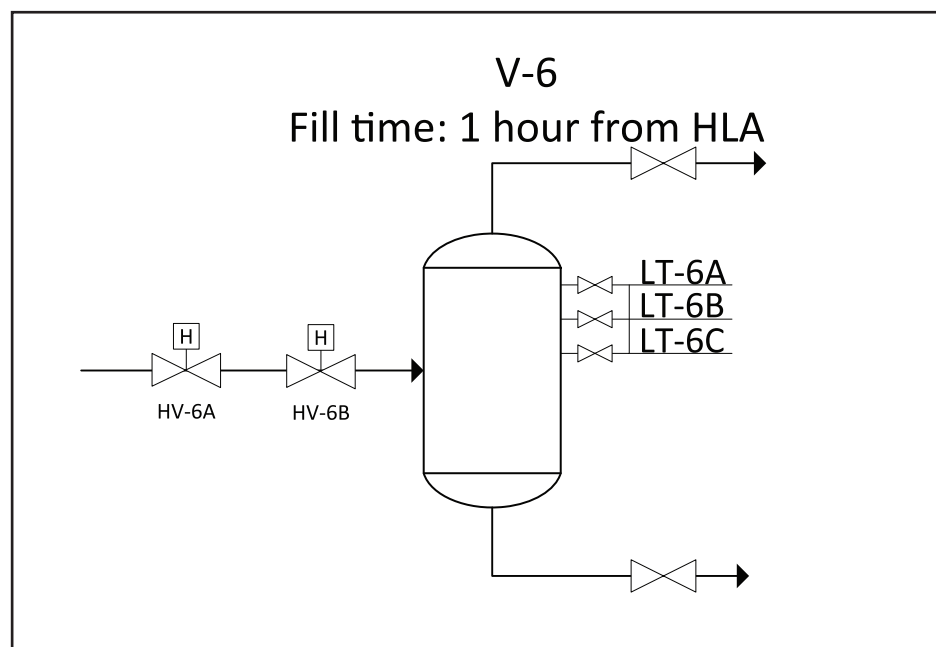 V-6
Fill time: 1 hour from HLA
LT-6A
LT-6B
LT-6C
H
H
HV-6A
HV-6B